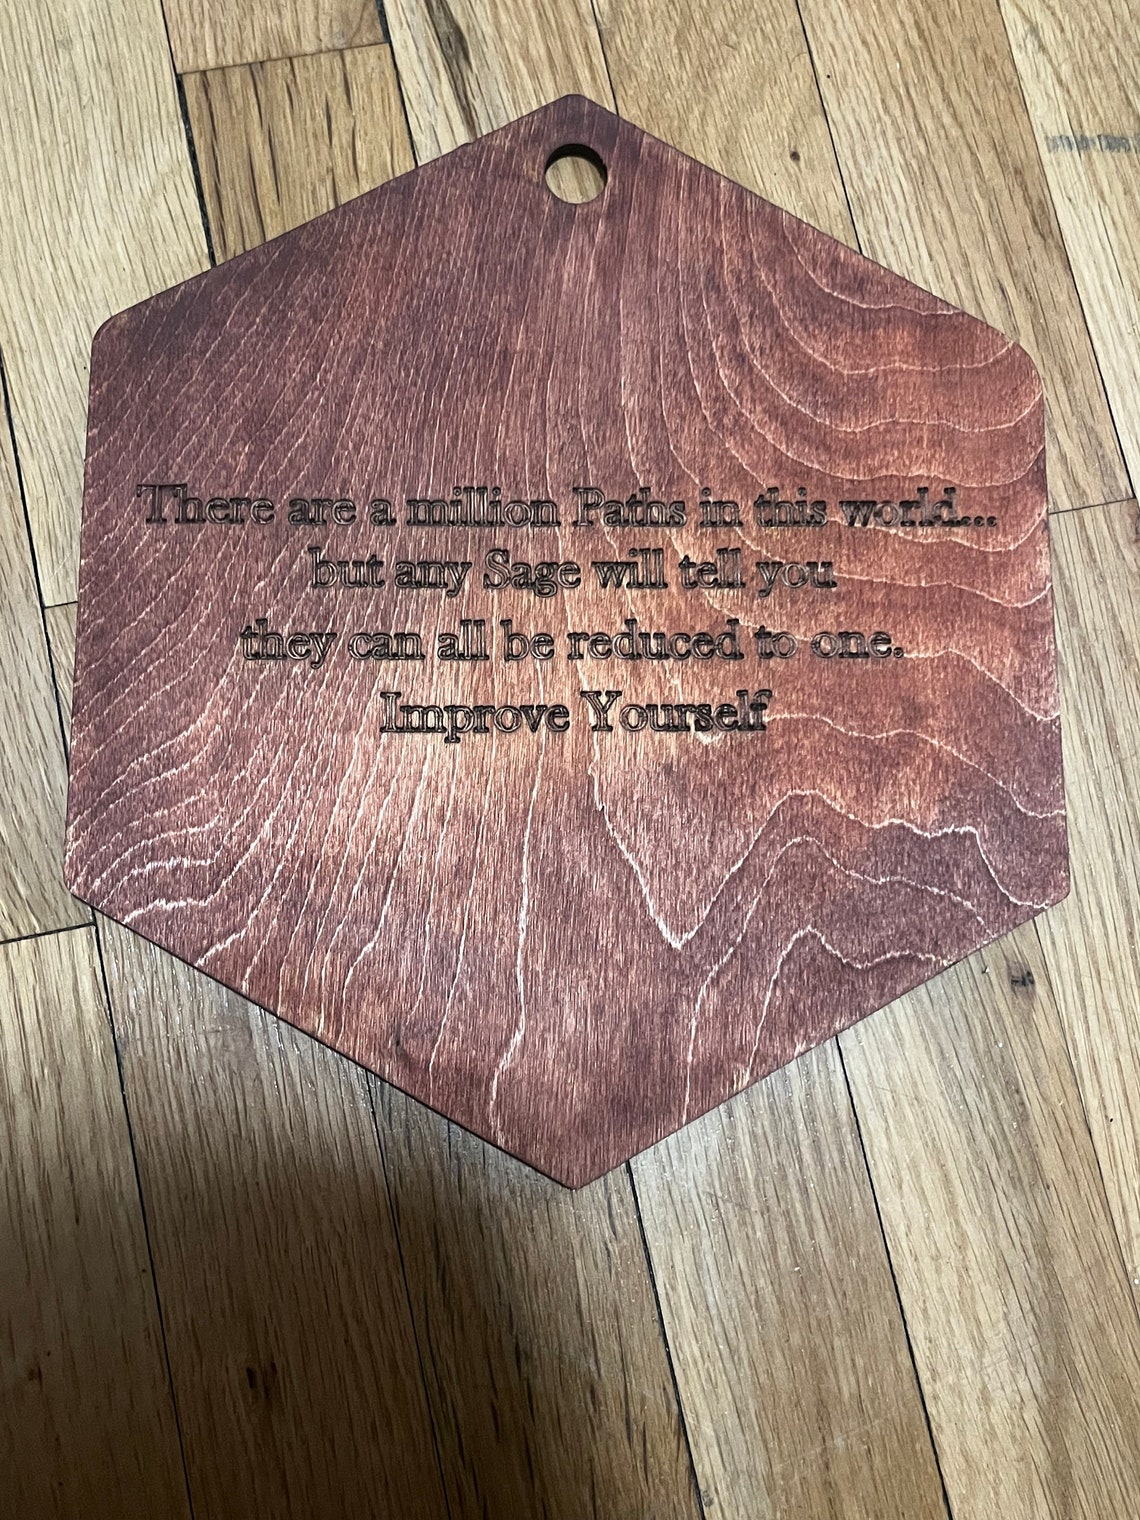 There are a million Paths in this world...
but any Sage will tell you
they can all be reduced to one.
Improve Yourself